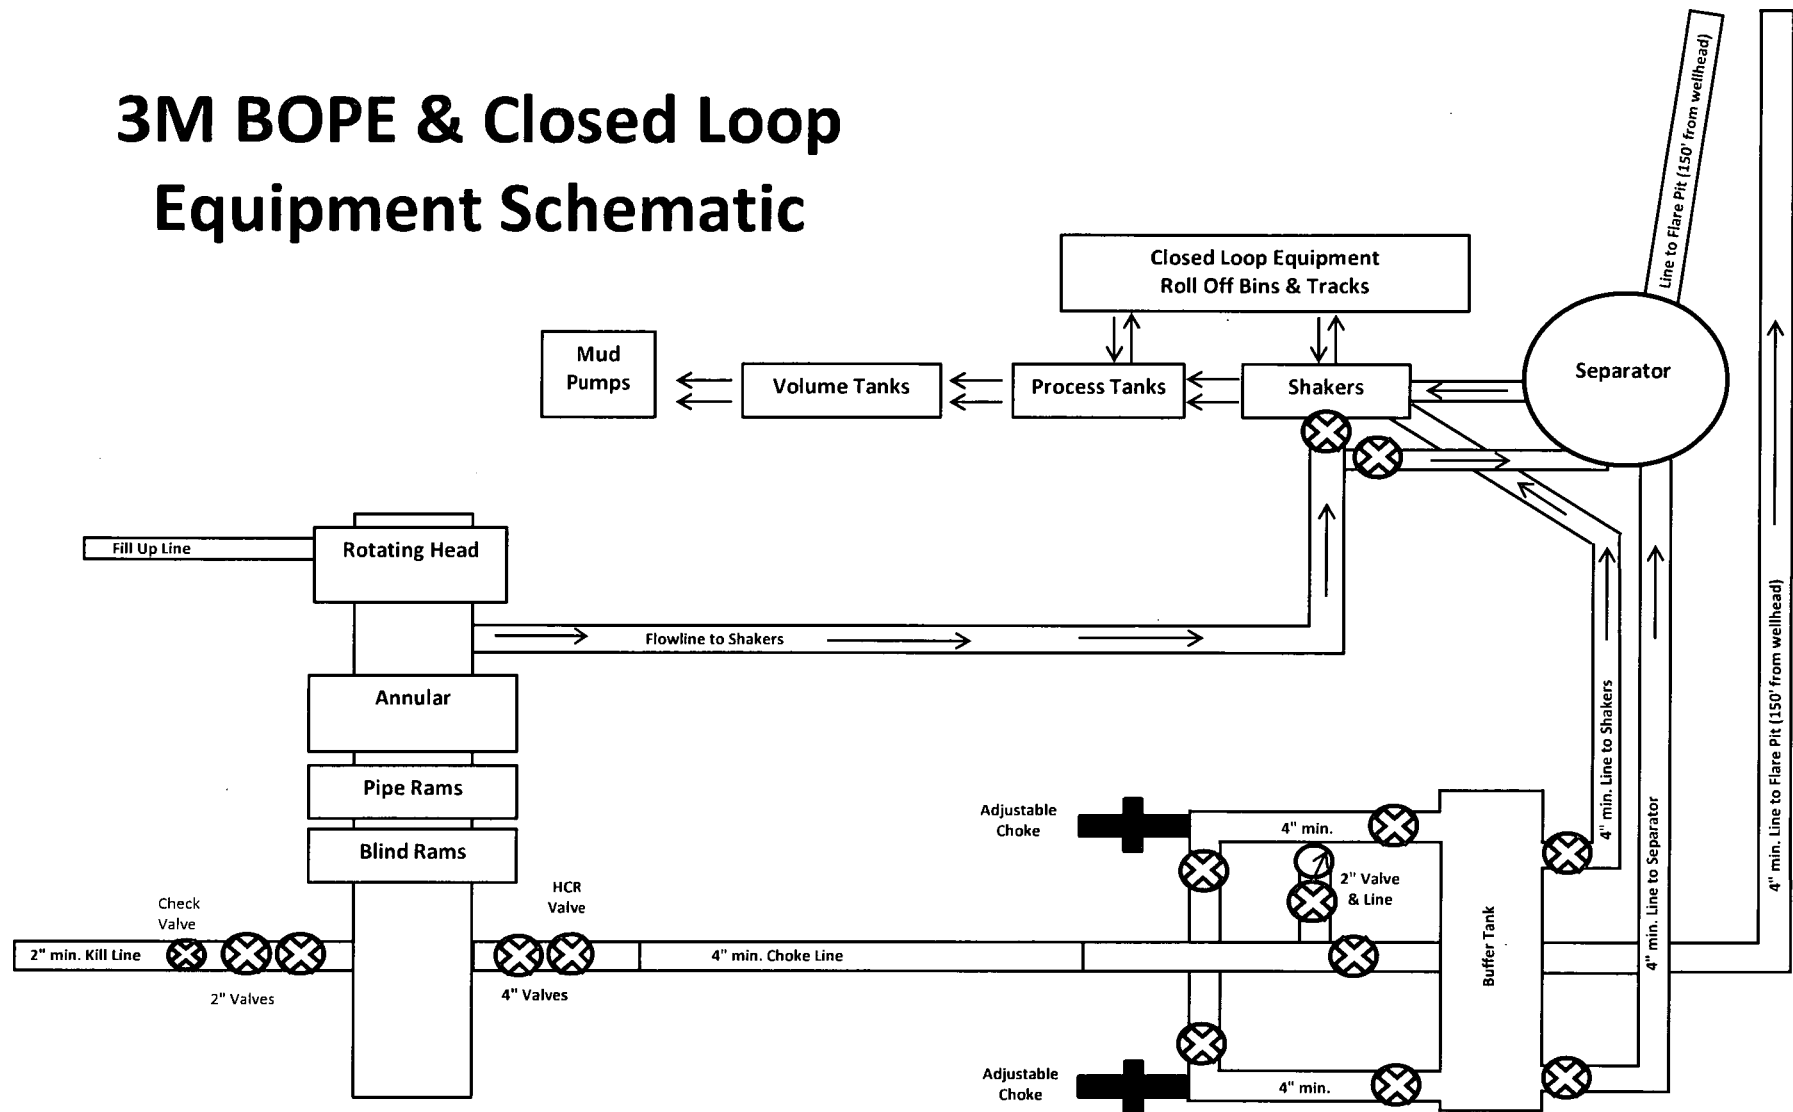 3M BOPE & Closed Loop
Equipment Schematic
Line to Flare Pit (150' from wellhead)
Closed Loop Equipment
Roll Off Bins & Tracks
Mud
Pumps
Volume Tanks
Process Tanks
Shakers
Separator
Fill Up Line
Rotating Head
Flowline to Shakers
Annular
Pipe Rams
Blind Rams
Check
Valve
HCR
Valve
2" min. Kill Line
4" min. Choke Line
2" Valves
4" Valves
Adjustable
Choke
4" min.
2" Valve
& Line
Buffer Tank
Adjustable
Choke
4" min.
4" min. Line to Shakers
4" min. Line to Separator
4" min. Line to Flare Pit (150' from wellhead)